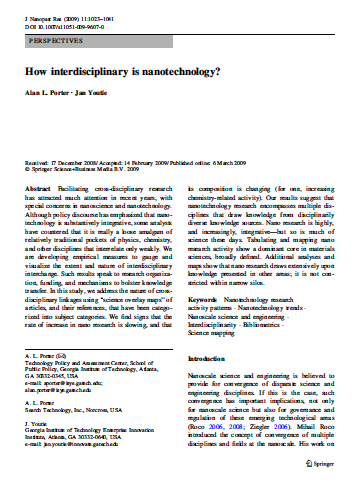 J Nanopart Res (2009) 11:1023–1041
DOI 10.1007/s11051-009-9607-0
PERSPECTIVES
How interdisciplinary is nanotechnology?
Alan L. Porter · Jan Youtie
Received: 17 December 2008 / Accepted: 14 February 2009 / Published online: 6 March 2009
© Springer Science+Business Media B.V. 2009
Abstract Facilitating cross-disciplinary research
has attracted much attention in recent years, with
special concerns in nanoscience and nanotechnology.
Although policy discourse has emphasized that nano-
technology is substantively integrative, some analysts
have countered that it is really a loose amalgam of
relatively traditional pockets of physics, chemistry,
and other disciplines that interrelate only weakly. We
are developing empirical measures to gauge and
visualize the extent and nature of interdisciplinary
interchange. Such results speak to research organiza-
tion, funding, and mechanisms to bolster knowledge
transfer. In this study, we address the nature of cross-
disciplinary linkages using "science overlay maps" of
articles, and their references, that have been catego-
rized into subject categories. We find signs that the
rate of increase in nano research is slowing, and that
its composition is changing (for one, increasing
chemistry-related activity). Our results suggest that
nanotechnology research encompasses multiple dis-
ciplines that draw knowledge from disciplinarily
diverse knowledge sources. Nano research is highly,
and increasingly, integrative—but so is much of
science these days. Tabulating and mapping nano
research activity show a dominant core in materials
sciences, broadly defined. Additional analyses and
maps show that nano research draws extensively upon
knowledge presented in other areas; it is not con-
stricted within narrow silos.
Keywords Nanotechnology research
activity patterns · Nanotechnology trends ·
Nanoscale science and engineering ·
Interdisciplinarity · Bibliometrics ·
Science mapping
Introduction
Nanoscale science and engineering is believed to
provide for convergence of disparate science and
engineering disciplines. If this is the case, such
convergence has important implications, not only
for nanoscale science but also for governance and
regulation of these emerging technological areas
(Roco 2006, 2008; Ziegler 2006). Mihail Roco
introduced the concept of convergence of multiple
disciplines and fields at the nanoscale. His work on
A. L. Porter (✉)
Technology Policy and Assessment Center, School of
Public Policy, Georgia Institute of Technology, Atlanta,
GA 30332-0345, USA
e-mail: aporter@isye.gatech.edu;
alan.porter@isye.gatech.edu
A. L. Porter
Search Technology, Inc., Norcross, USA
J. Youtie
Georgia Institute of Technology Enterprise Innovation
Institute, Atlanta, GA 30332-0640, USA
e-mail: jan.youtie@innovate.gatech.edu
Springer